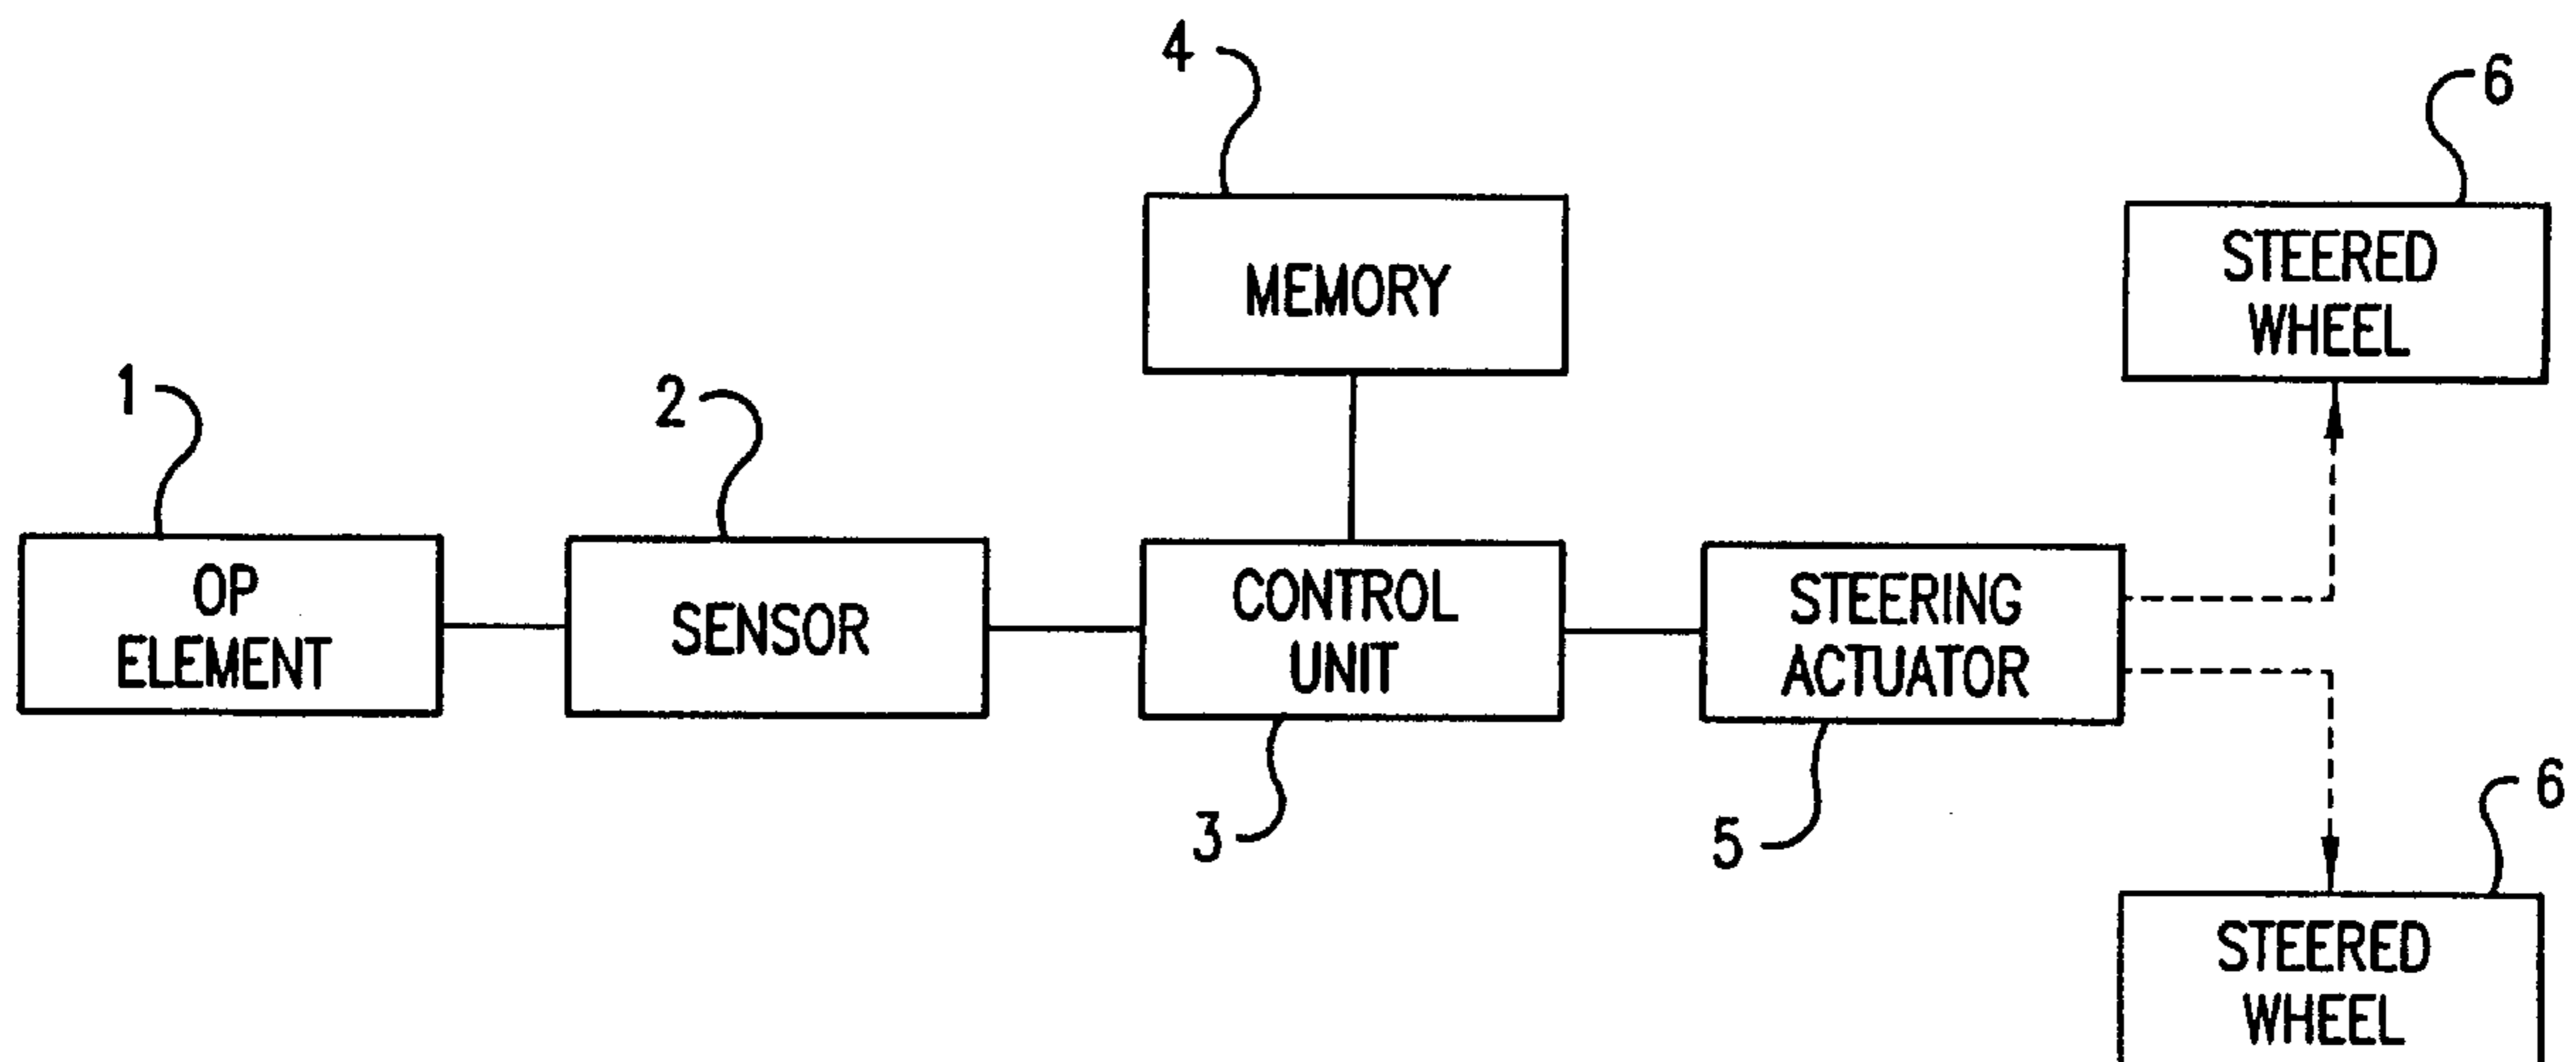 4
6
MEMORY
STEERED
WHEEL
1
2
OP
ELEMENT
SENSOR
CONTROL
UNIT
STEERING
ACTUATOR
3
5
6
STEERED
WHEEL